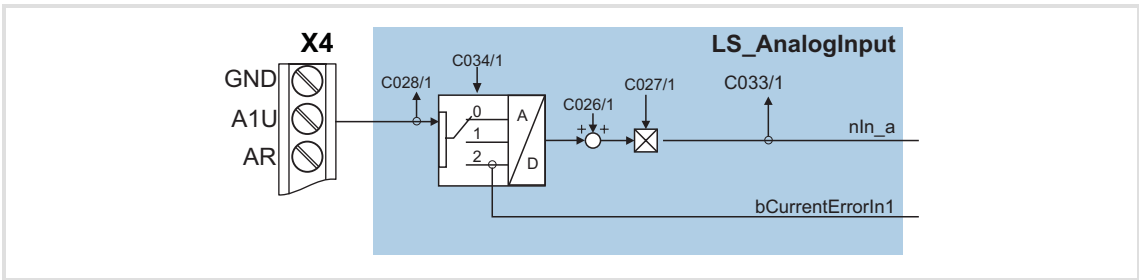 X4
GND
A1U
AR
LS_AnalogInput
C028/1
C034/1
0
1
2
A
D
C026/1
+ +
C027/1
C033/1
nIn_a
bCurrentErrorIn1